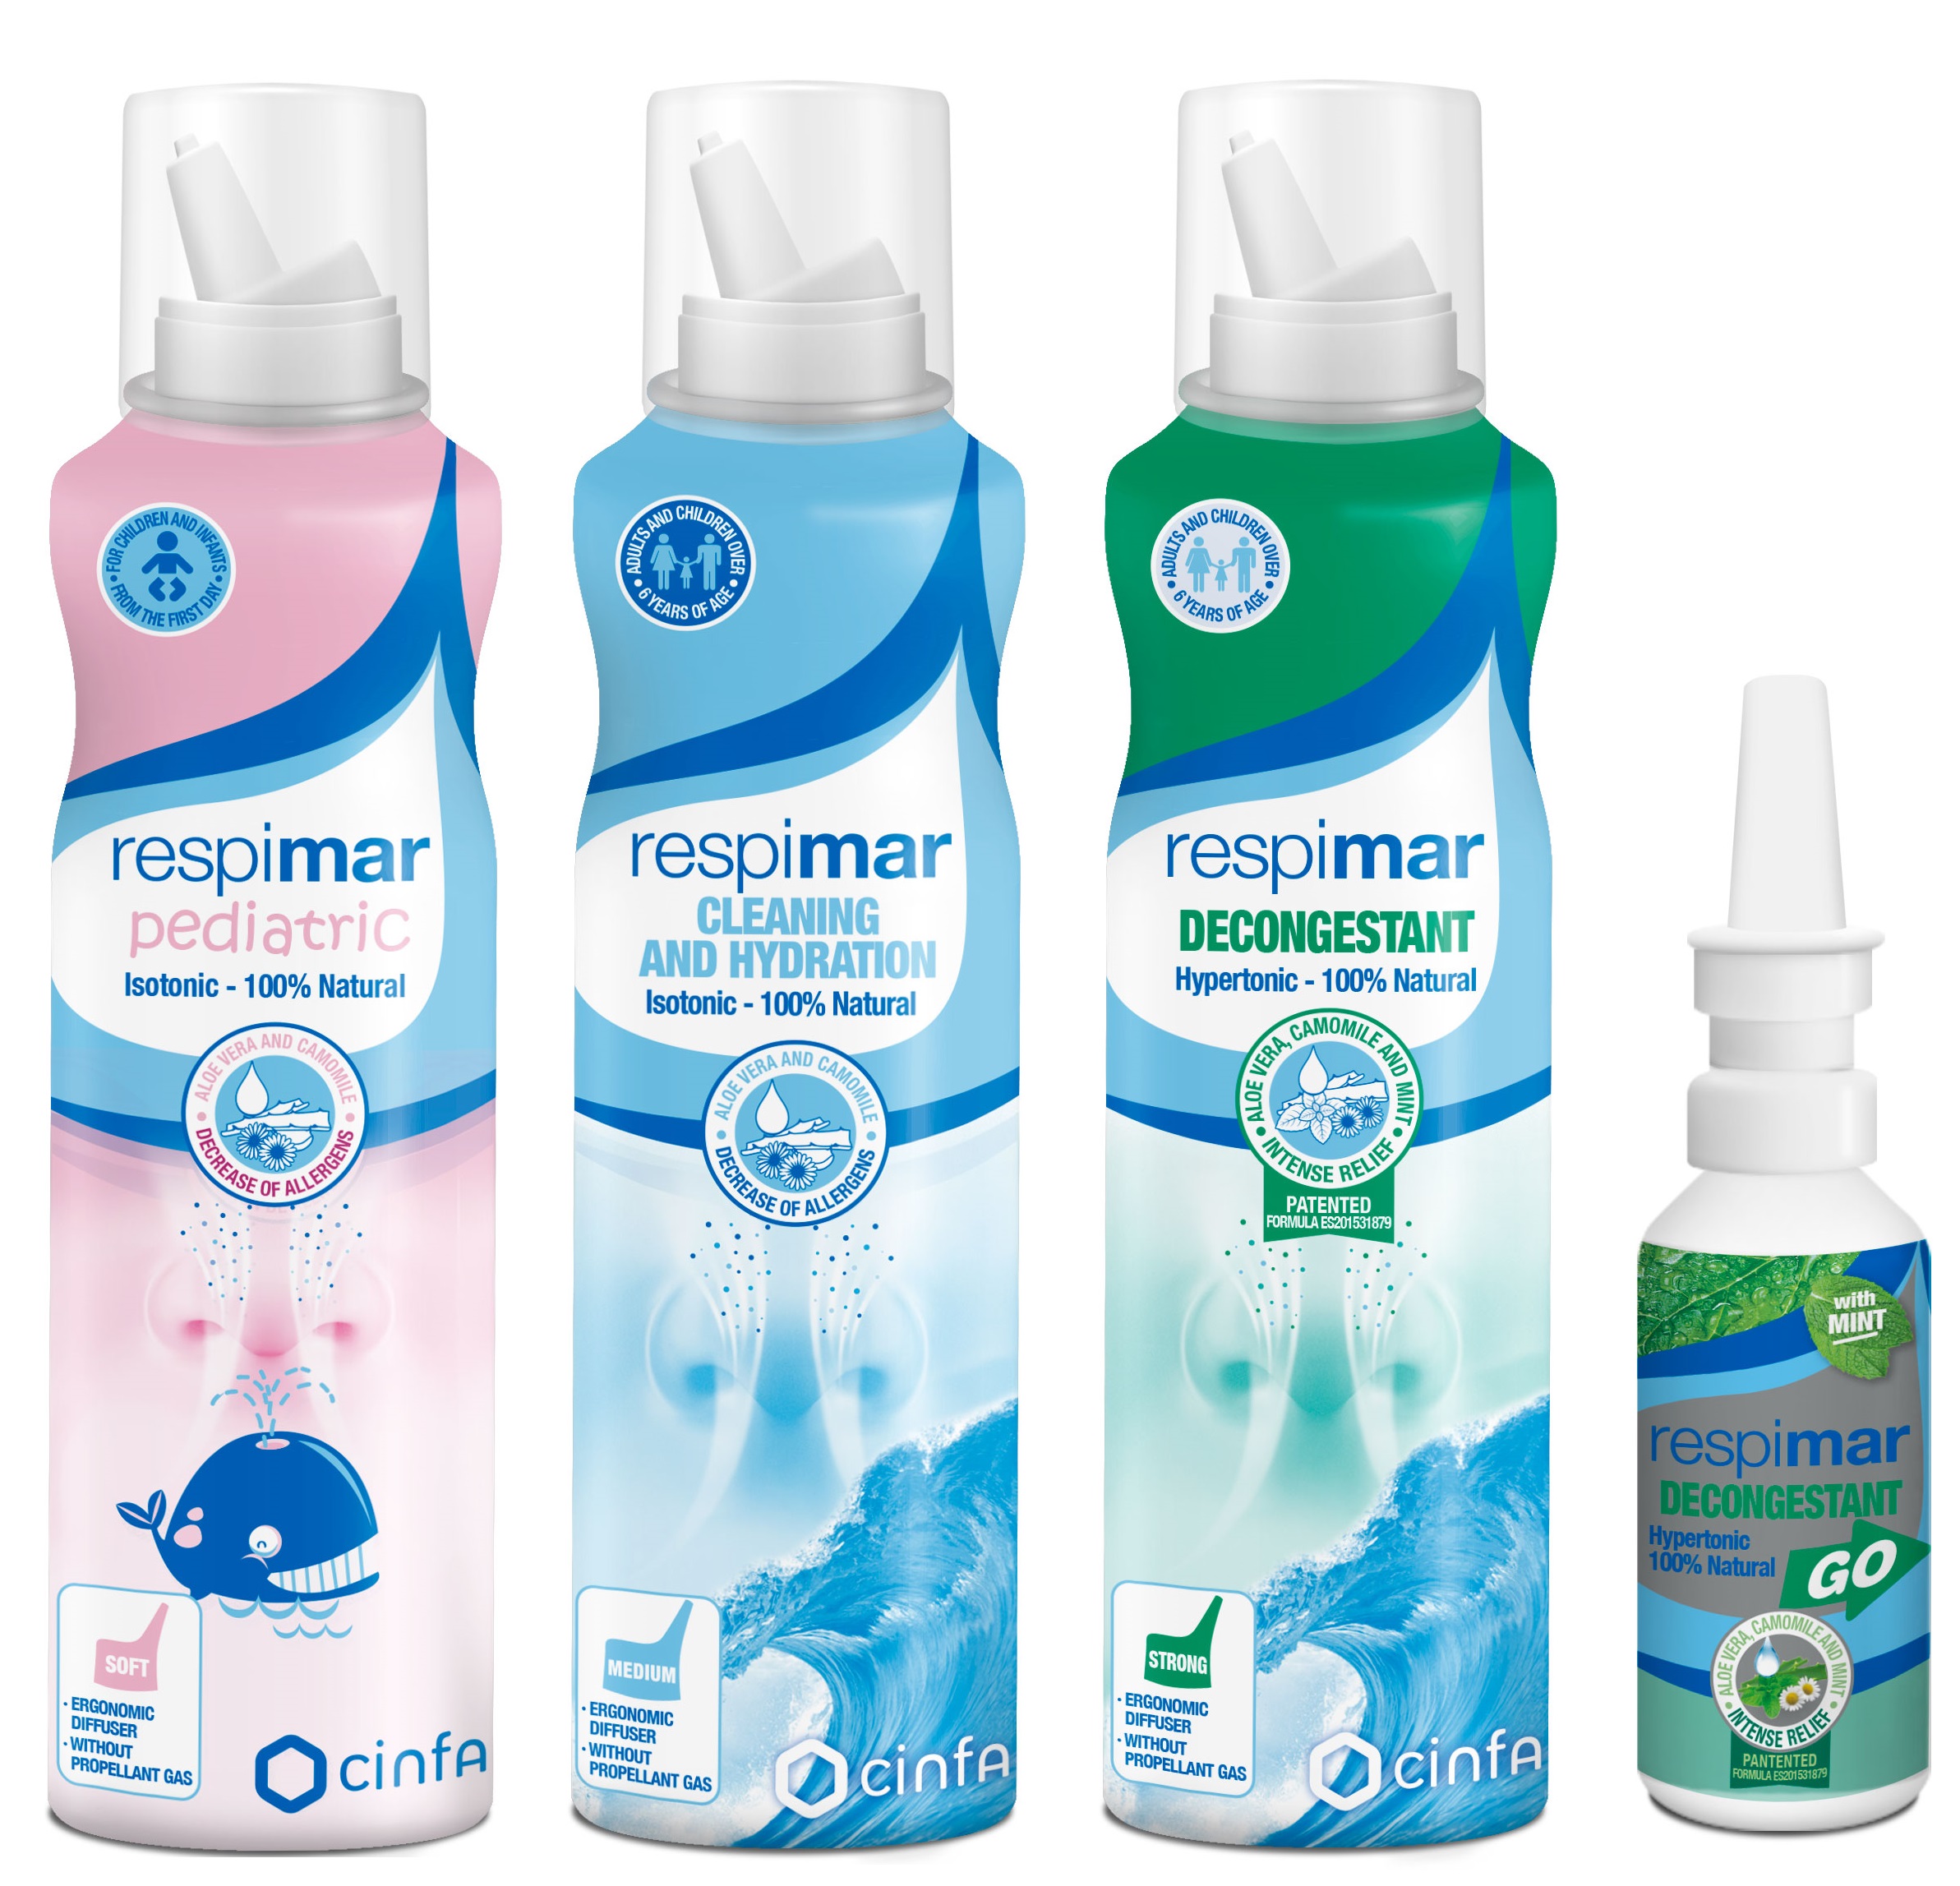 FOR CHILDREN AND INFANTS
FROM THE FIRST DAY
respimar
pediatric
Isotonic - 100% Natural
ALOE VERA AND CAMOMILE
DECREASE OF ALLERGENS
SOFT
· ERGONOMIC
DIFFUSER
· WITHOUT
PROPELLANT GAS
cinfa
ADULTS AND CHILDREN OVER
6 YEARS OF AGE
respimar
CLEANING
AND HYDRATION
Isotonic - 100% Natural
ALOE VERA AND CAMOMILE
DECREASE OF ALLERGENS
MEDIUM
· ERGONOMIC
DIFFUSER
· WITHOUT
PROPELLANT GAS
cinfa
ADULTS AND CHILDREN OVER
6 YEARS OF AGE
respimar
DECONGESTANT
Hypertonic - 100% Natural
ALOE VERA, CAMOMILE AND MINT
INTENSE RELIEF
PATENTED
FORMULA ES201531879
STRONG
· ERGONOMIC
DIFFUSER
· WITHOUT
PROPELLANT GAS
cinfa
with
MINT
respimar
DECONGESTANT
Hypertonic
100% Natural
GO
ALOE VERA, CAMOMILE AND MINT
INTENSE RELIEF
PANTENTED
FORMULA ES201531879